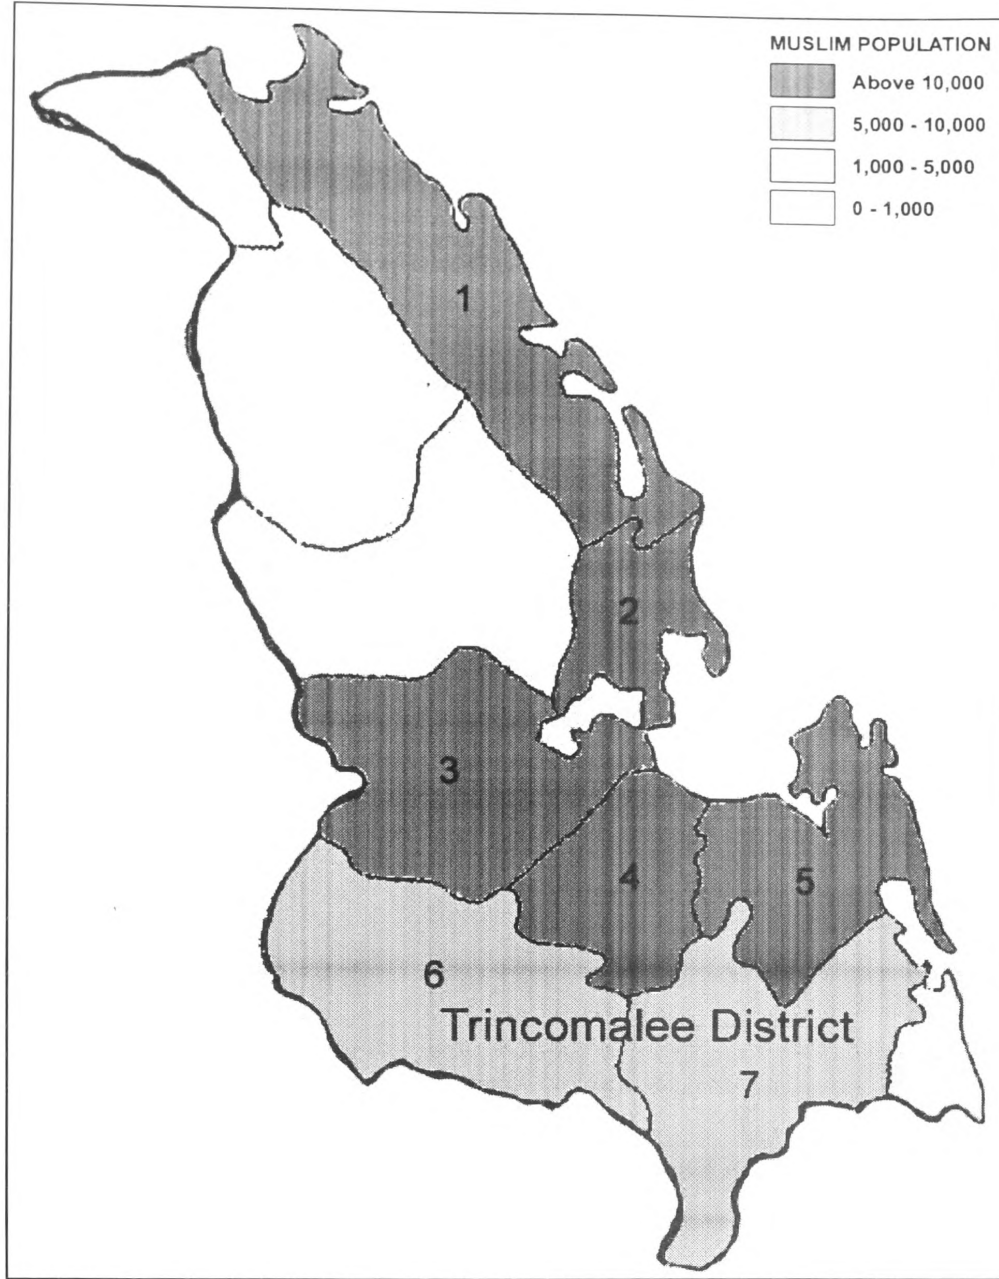 MUSLIM POPULATION
Above 10,000
5,000 - 10,000
1,000 - 5,000
0 - 1,000
1
2
3
4
5
6
Trincomalee District
7